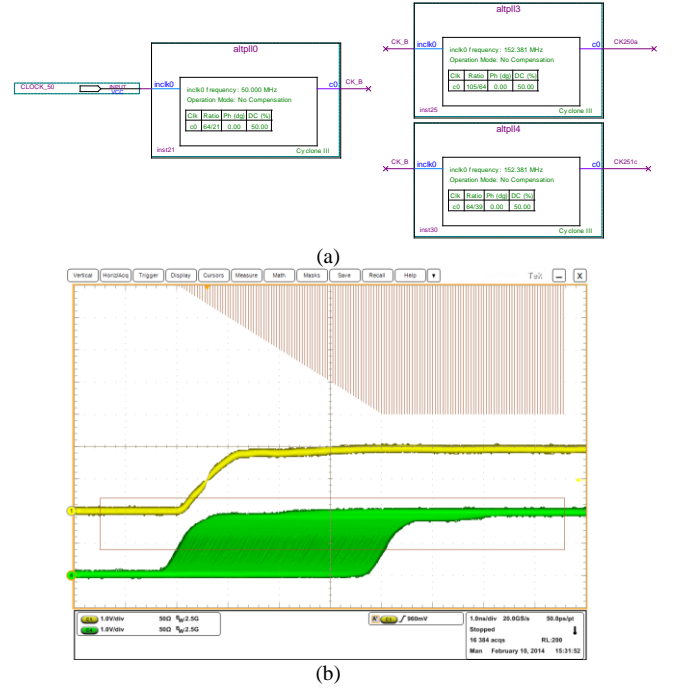 altpll0
CLOCK_50
INPUT
VCC
inclk0
c0
CK_B
inclk0 frequency: 50.000 MHz
Operation Mode: No Compensation
Clk Ratio Ph (dg) DC (%)
c0 64/21 0.00 50.00
inst21
Cyclone III
altpll3
CK_B
inclk0
c0
CK250a
inclk0 frequency: 152.381 MHz
Operation Mode: No Compensation
Clk Ratio Ph (dg) DC (%)
c0 105/64 0.00 50.00
inst25
Cyclone III
altpll4
CK_B
inclk0
c0
CK251c
inclk0 frequency: 152.381 MHz
Operation Mode: No Compensation
Clk Ratio Ph (dg) DC (%)
c0 64/39 0.00 50.00
inst30
Cyclone III
(a)
Vertical Horiz/Acq Trigger Display Cursors Measure Math Masks Save Recall Help Tek X
C1 1.0V/div 50Ω BW:2.5G
1.0V/div 50Ω BW:2.5G
A' C1 960mV
1.0ns/div 20.0GS/s 50.0ps/pt
Stopped
16 384 acqs RL:200
Man February 10, 2014 15:31:52
(b)